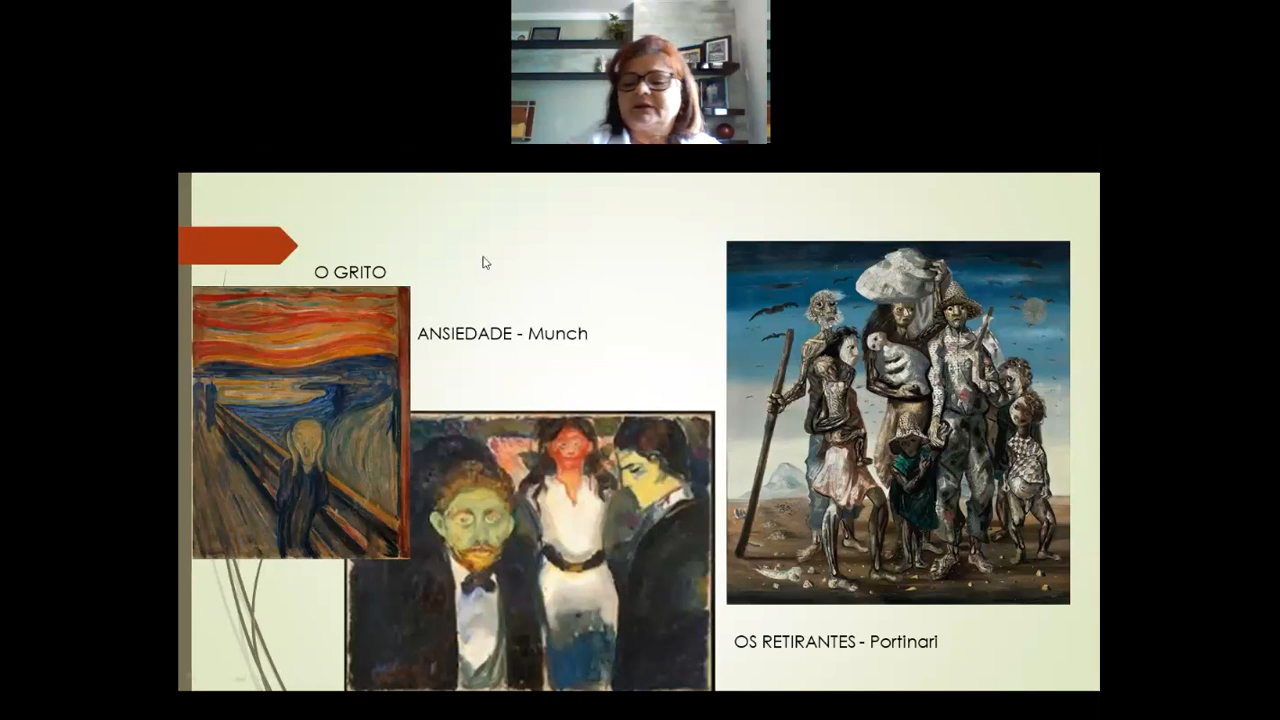 O GRITO
ANSIEDADE - Munch
OS RETIRANTES - Portinari